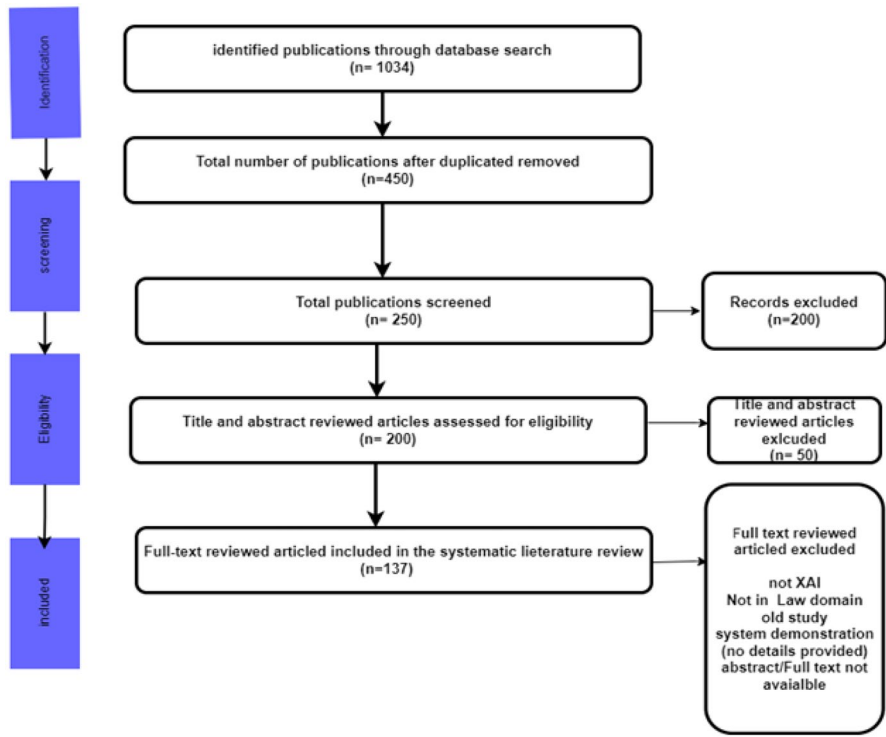 Identification
identified publications through database search
(n= 1034)
Total number of publications after duplicated removed
(n=450)
screening
Total publications screened
(n= 250)
Records excluded
(n=200)
Eligibility
Title and abstract reviewed articles assessed for eligibility
(n= 200)
Title and abstract
reviewed articles
exlcuded
(n= 50)
included
Full-text reviewed articled included in the systematic lieterature review
(n=137)
Full text reviewed
articled excluded
not XAI
Not in Law domain
old study
system demonstration
(no details provided)
abstract/Full text not
avaialble